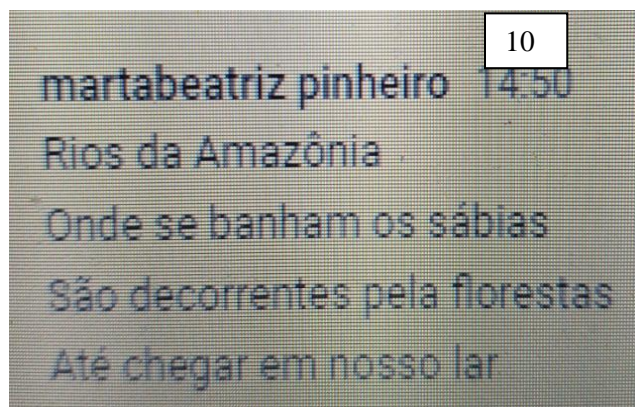 10
martabeatriz pinheiro 14:50
Rios da Amazônia
Onde se banham os sábias
São decorrentes pela florestas
Até chegar em nosso lar